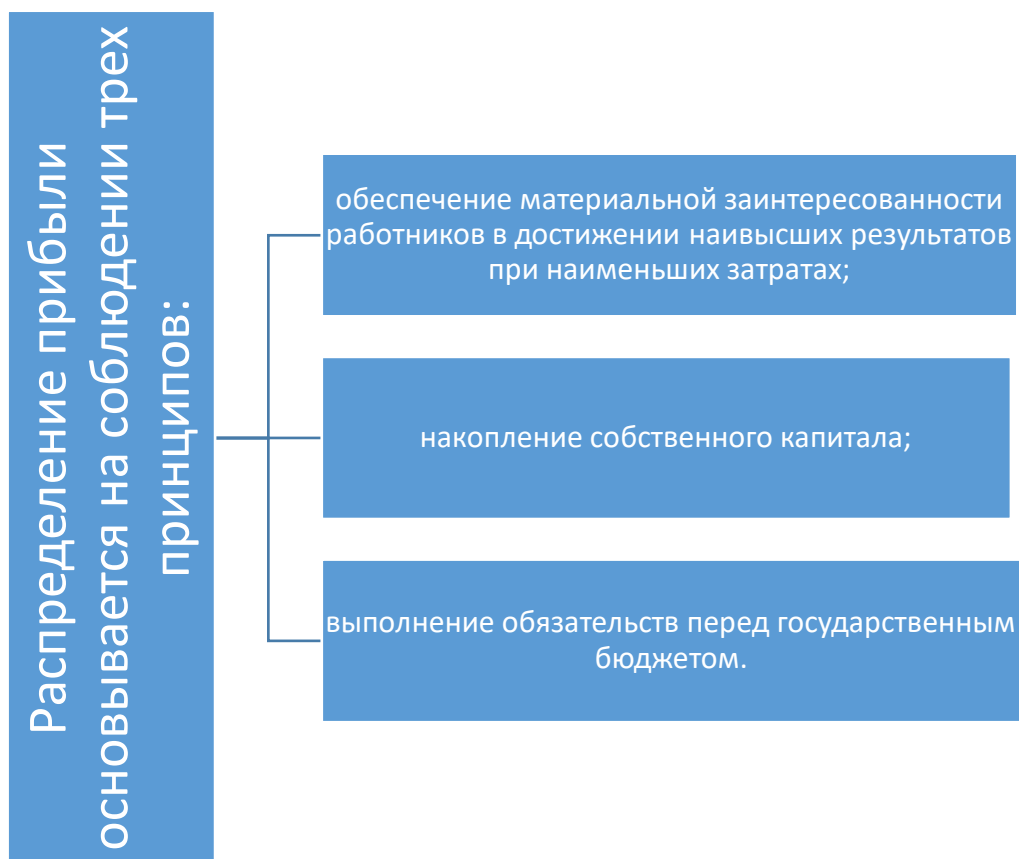 Распределение прибыли
основывается на соблюдении трех
принципов:
обеспечение материальной заинтересованности
работников в достижении наивысших результатов
при наименьших затратах;
накопление собственного капитала;
выполнение обязательств перед государственным
бюджетом.